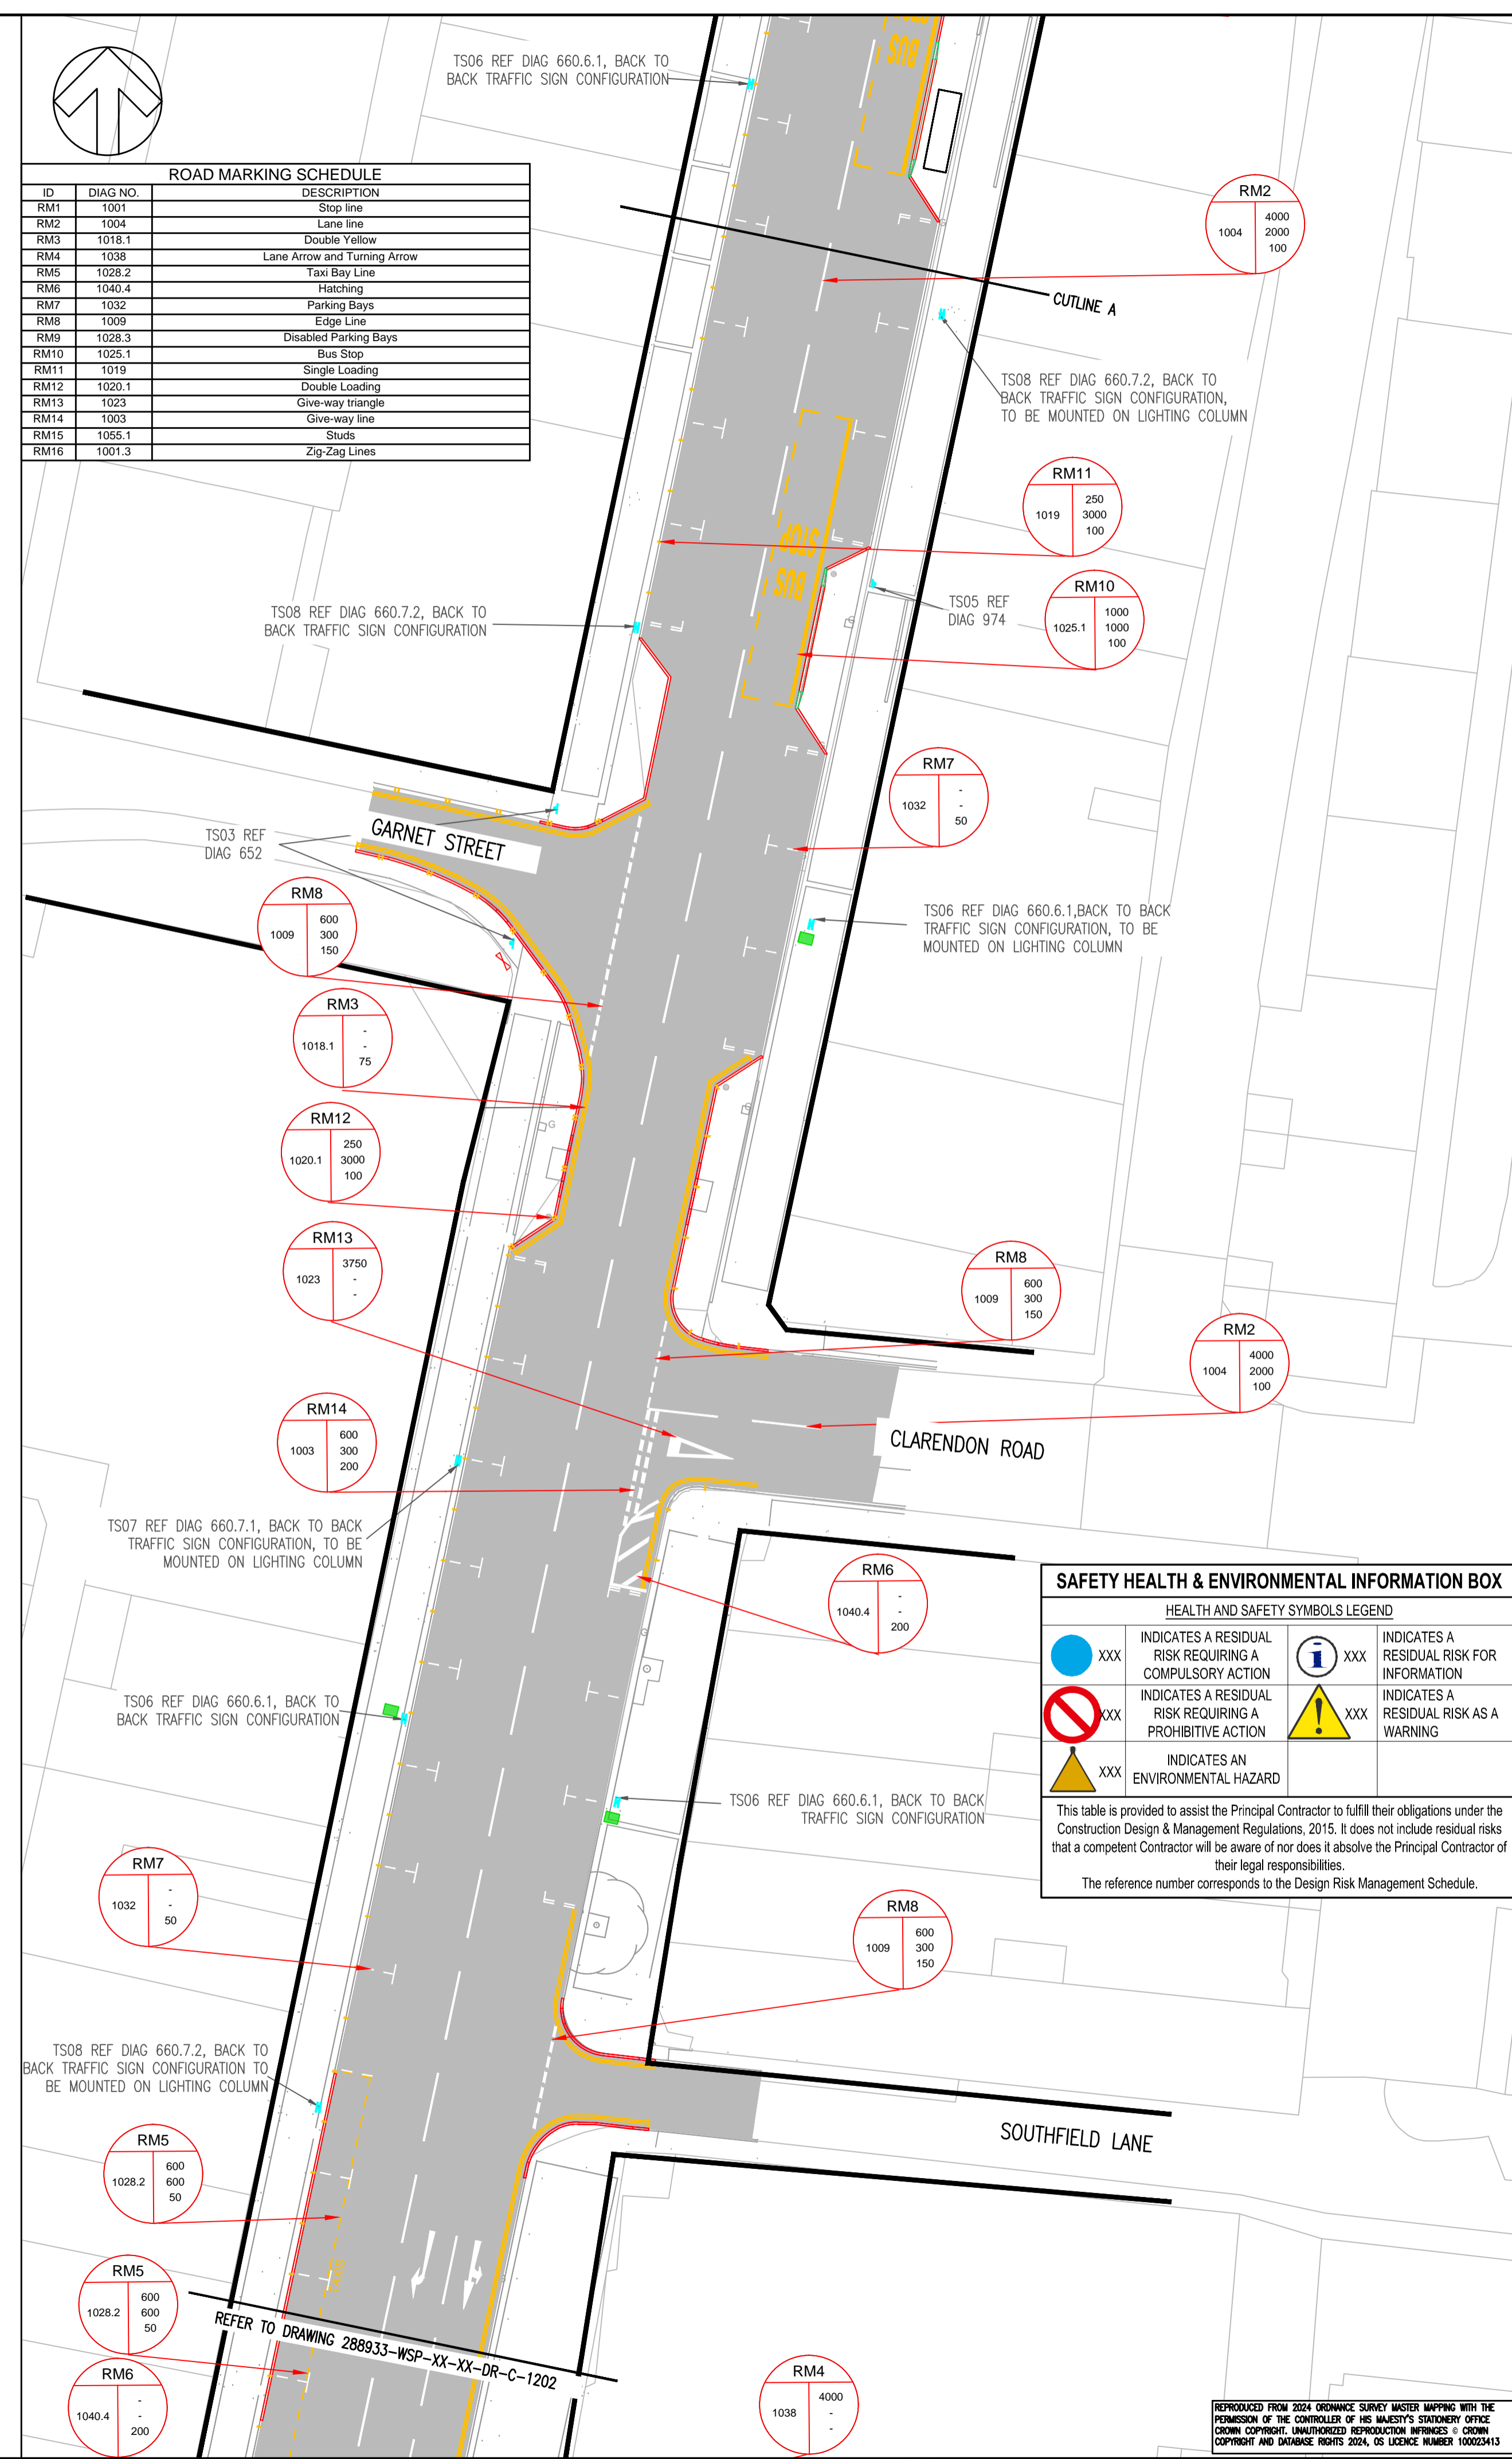 TS06 REF DIAG 660.6.1, BACK TO
BACK TRAFFIC SIGN CONFIGURATION
BUS
ROAD MARKING SCHEDULE
ID DIAG NO. DESCRIPTION
RM1 1001 Stop line
RM2 1004 Lane line
RM3 1018.1 Double Yellow
RM4 1038 Lane Arrow and Turning Arrow
RM5 1028.2 Taxi Bay Line
RM6 1040.4 Hatching
RM7 1032 Parking Bays
RM8 1009 Edge Line
RM9 1028.3 Disabled Parking Bays
RM10 1025.1 Bus Stop
RM11 1019 Single Loading
RM12 1020.1 Double Loading
RM13 1023 Give-way triangle
RM14 1003 Give-way line
RM15 1055.1 Studs
RM16 1001.3 Zig-Zag Lines
RM2
4000
1004 2000
100
CUTLINE A
TS08 REF DIAG 660.7.2, BACK TO
BACK TRAFFIC SIGN CONFIGURATION,
TO BE MOUNTED ON LIGHTING COLUMN
RM11
250
1019 3000
100
STOP
BUS
TS05 REF
DIAG 974
RM10
1000
1025.1 1000
100
TS08 REF DIAG 660.7.2, BACK TO
BACK TRAFFIC SIGN CONFIGURATION
RM7
-
1032 -
50
GARNET STREET
TS03 REF
DIAG 652
RM8
600
1009 300
150
TS06 REF DIAG 660.6.1,BACK TO BACK
TRAFFIC SIGN CONFIGURATION, TO BE
MOUNTED ON LIGHTING COLUMN
RM3
-
1018.1 -
75
RM12
250
1020.1 3000
100
G
RM13
3750
1023 -
-
RM8
600
1009 300
150
RM2
4000
1004 2000
100
RM14
600
1003 300
200
CLARENDON ROAD
TS07 REF DIAG 660.7.1, BACK TO BACK
TRAFFIC SIGN CONFIGURATION, TO BE
MOUNTED ON LIGHTING COLUMN
RM6
-
1040.4 -
200
G
SAFETY HEALTH & ENVIRONMENTAL INFORMATION BOX
HEALTH AND SAFETY SYMBOLS LEGEND
XXX INDICATES A RESIDUAL
RISK REQUIRING A
COMPULSORY ACTION
i XXX INDICATES A
RESIDUAL RISK FOR
INFORMATION
XXX INDICATES A RESIDUAL
RISK REQUIRING A
PROHIBITIVE ACTION
! XXX INDICATES A
RESIDUAL RISK AS A
WARNING
XXX INDICATES AN
ENVIRONMENTAL HAZARD
This table is provided to assist the Principal Contractor to fulfill their obligations under the
Construction Design & Management Regulations, 2015. It does not include residual risks
that a competent Contractor will be aware of nor does it absolve the Principal Contractor of
their legal responsibilities.
The reference number corresponds to the Design Risk Management Schedule.
TS06 REF DIAG 660.6.1, BACK TO
BACK TRAFFIC SIGN CONFIGURATION
TS06 REF DIAG 660.6.1, BACK TO BACK
TRAFFIC SIGN CONFIGURATION
RM7
-
1032 -
50
RM8
600
1009 300
150
TS08 REF DIAG 660.7.2, BACK TO
BACK TRAFFIC SIGN CONFIGURATION TO
BE MOUNTED ON LIGHTING COLUMN
SOUTHFIELD LANE
RM5
600
1028.2 600
50
RM5
600
1028.2 600
50
REFER TO DRAWING 288933-WSP-XX-XX-DR-C-1202
RM6
-
1040.4 -
200
RM4
4000
1038 -
-
REPRODUCED FROM 2024 ORDNANCE SURVEY MASTER MAPPING WITH THE
PERMISSION OF THE CONTROLLER OF HIS MAJESTY'S STATIONERY OFFICE
CROWN COPYRIGHT. UNAUTHORIZED REPRODUCTION INFRINGES © CROWN
COPYRIGHT AND DATABASE RIGHTS 2024, OS LICENCE NUMBER 100023413